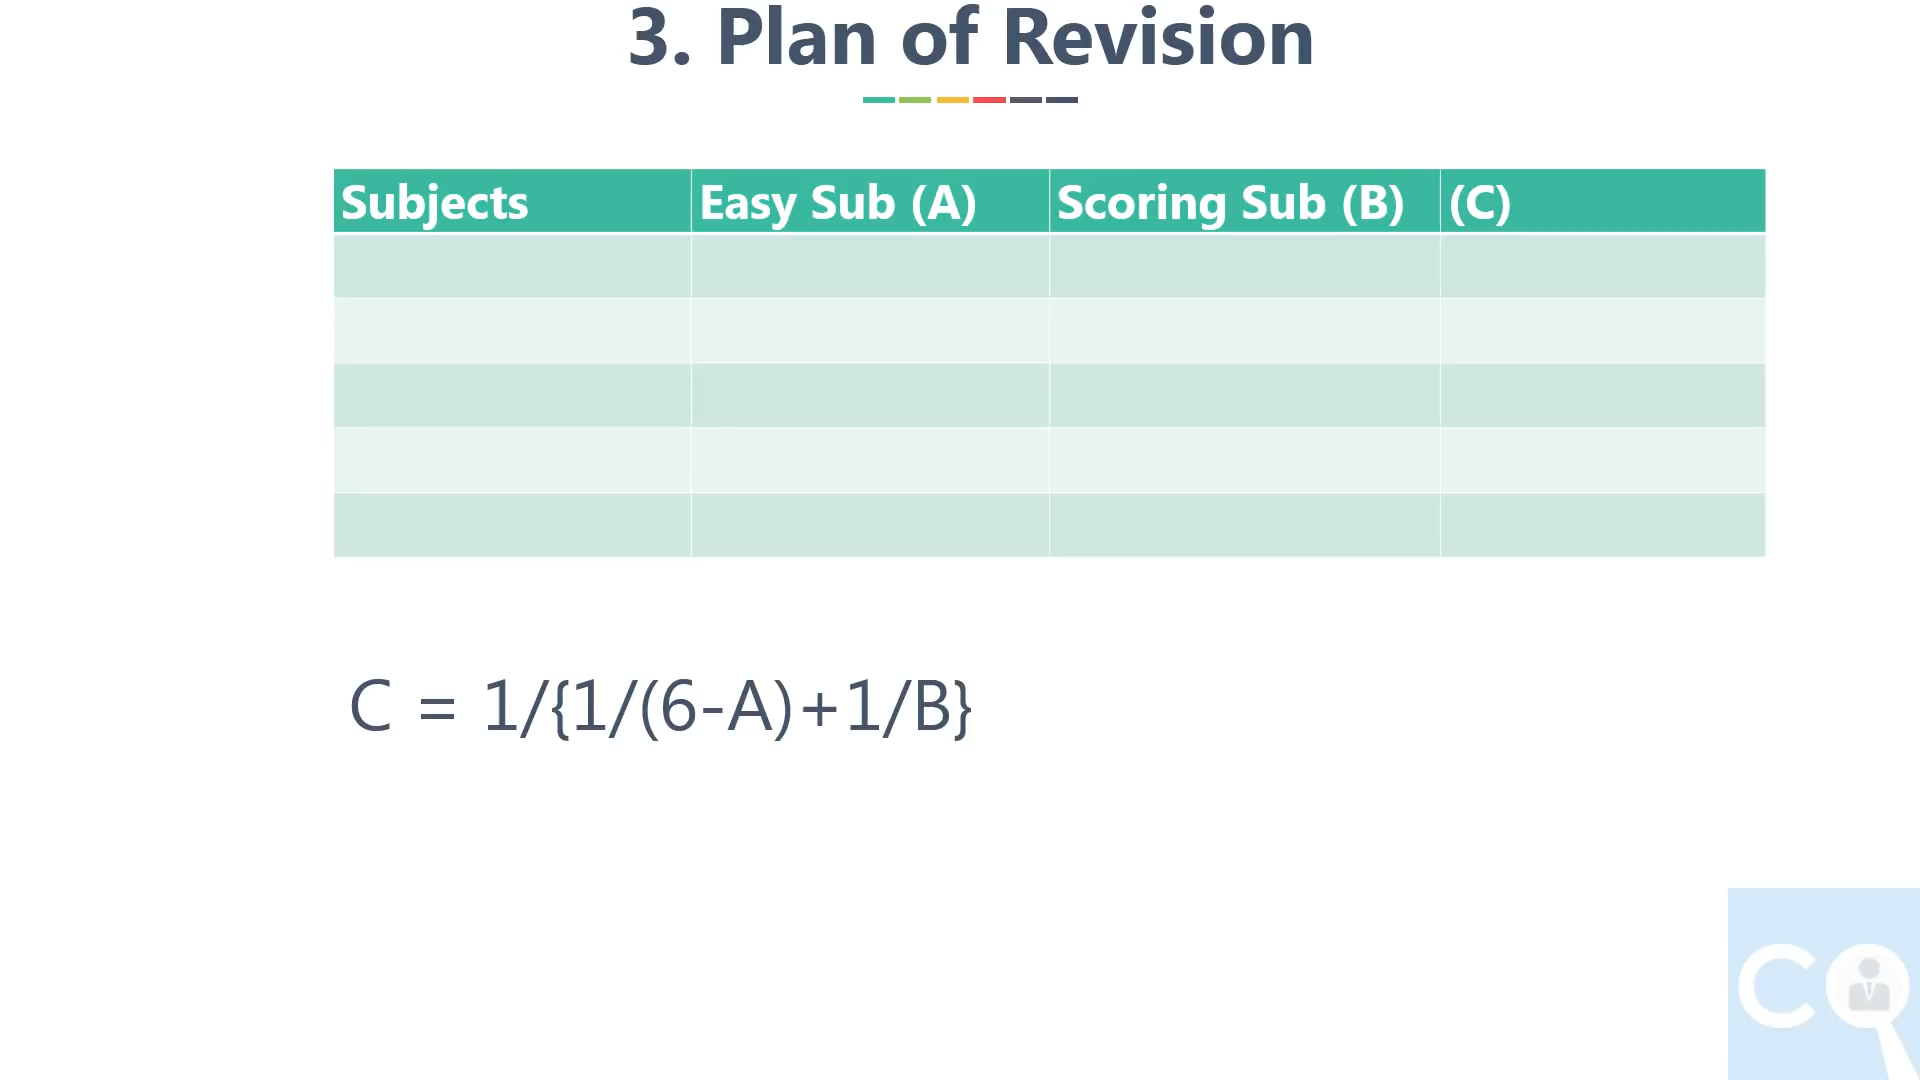 3. Plan of Revision
Subjects Easy Sub (A) Scoring Sub (B) (C)
C = 1/{1/(6-A)+1/B}